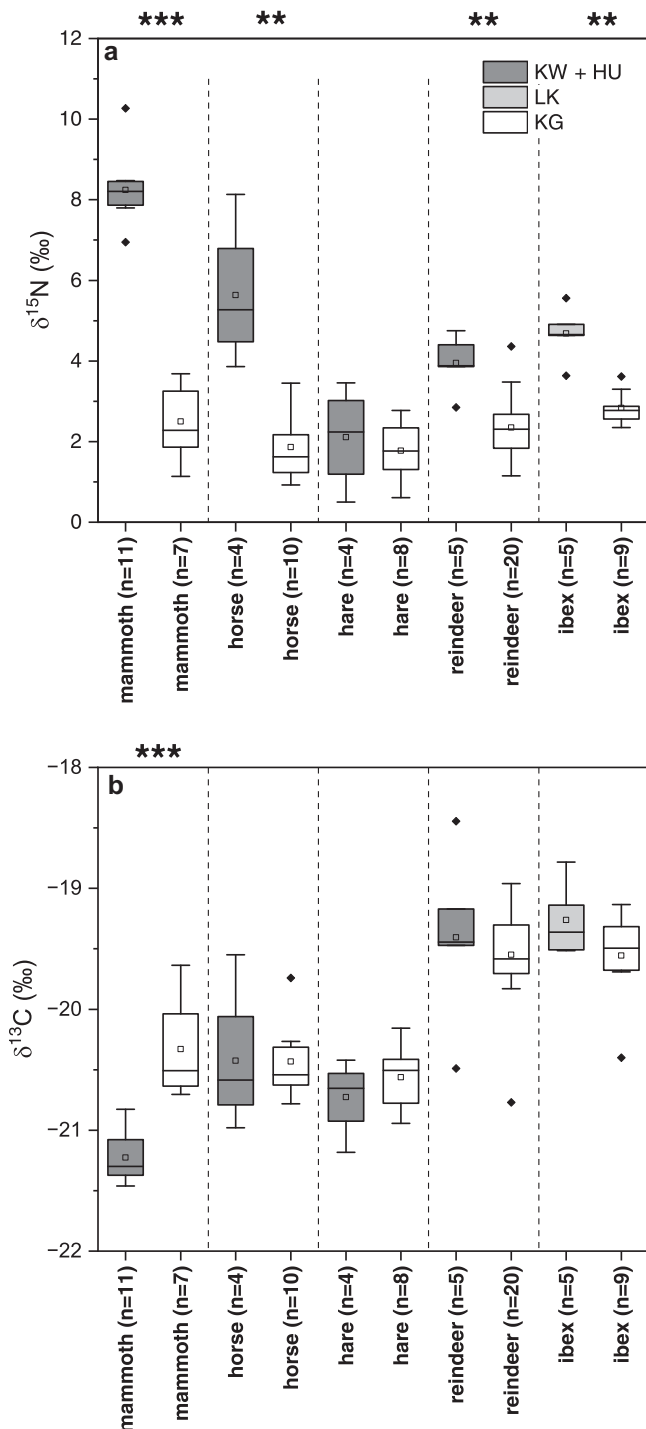 *** ** ** **
a
KW + HU
LK
KG
12
10
8
6
4
2
0
δ15N (‰)
mammoth (n=11)
mammoth (n=7)
horse (n=4)
horse (n=10)
hare (n=4)
hare (n=8)
reindeer (n=5)
reindeer (n=20)
ibex (n=5)
ibex (n=9)
***
b
−18
−19
−20
−21
−22
δ13C (‰)
mammoth (n=11)
mammoth (n=7)
horse (n=4)
horse (n=10)
hare (n=4)
hare (n=8)
reindeer (n=5)
reindeer (n=20)
ibex (n=5)
ibex (n=9)